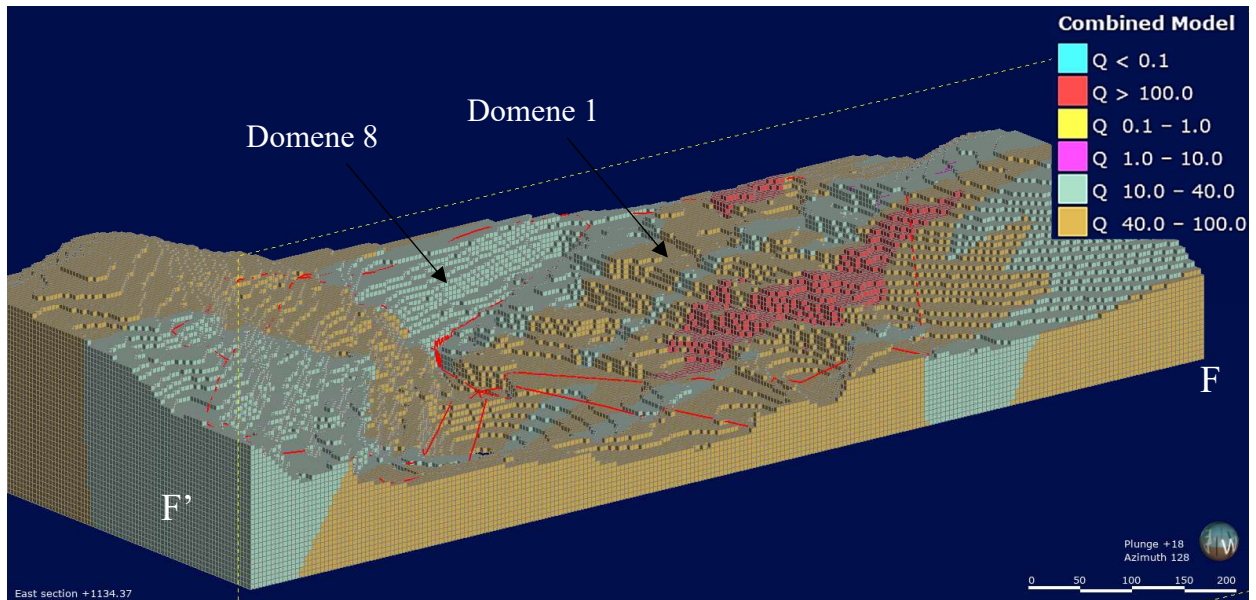 Combined Model
Q < 0.1
Q > 100.0
Q 0.1 – 1.0
Q 1.0 – 10.0
Q 10.0 – 40.0
Q 40.0 – 100.0
Domene 1
Domene 8
F
F’
Plunge +18
Azimuth 128
W
0 50 100 150 200
East section +1134.37